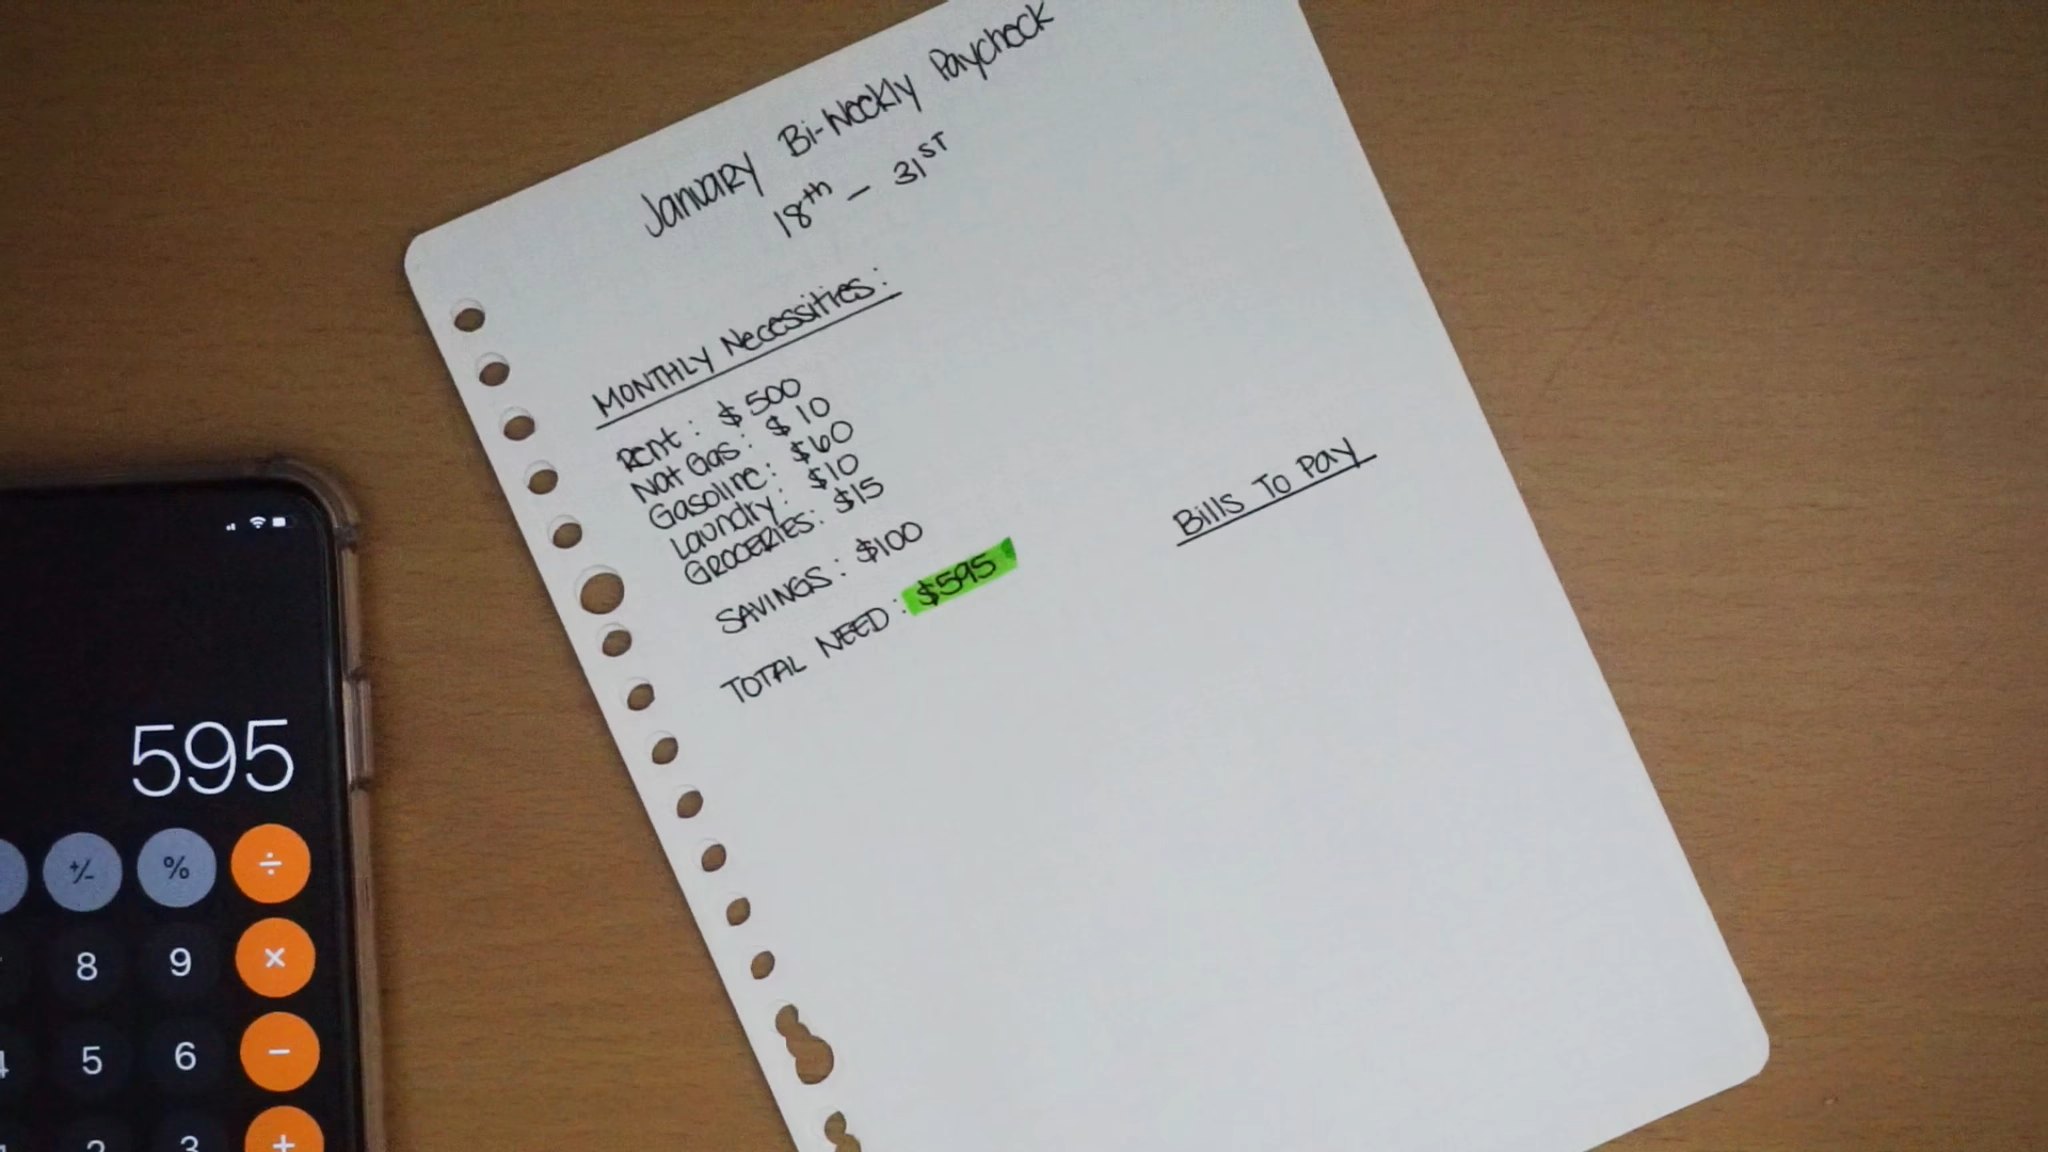 January Bi-Weekly Paycheck
18th - 31ST
MONTHLY Necessities:
Rent: $500
Nat Gas: $10
Gasoline: $60
Laundry: $10
GROCERIES: $15
SAVINGS: $100
TOTAL NEED: $595
Bills To Pay
595
+/- % ÷
8 9 ×
5 6 −
2 3 +